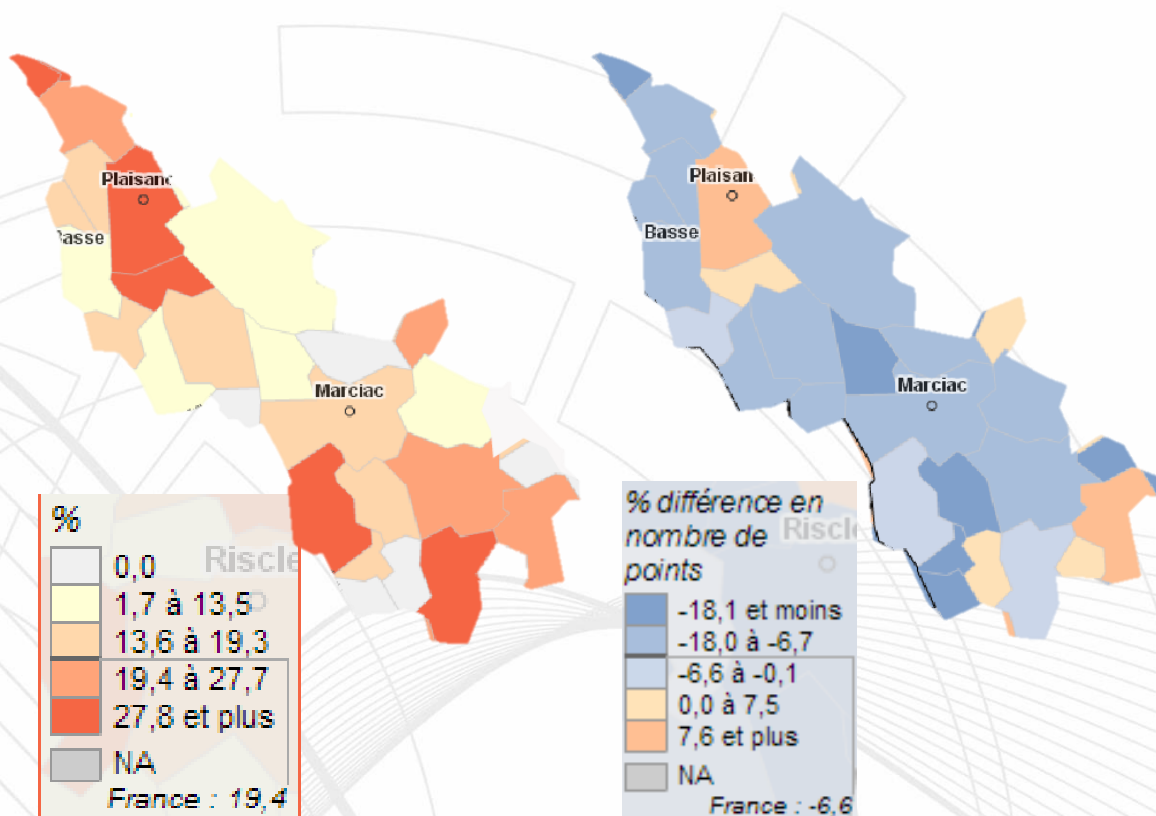 Plaisanc
Basse
Marciac
%
Riscle
0,0
1,7 à 13,5
13,6 à 19,3
19,4 à 27,7
27,8 et plus
NA
France : 19,4
Plaisan
Basse
Marciac
% différence en
nombre de
points
Riscle
-18,1 et moins
-18,0 à -6,7
-6,6 à -0,1
0,0 à 7,5
7,6 et plus
NA
France : -6,6